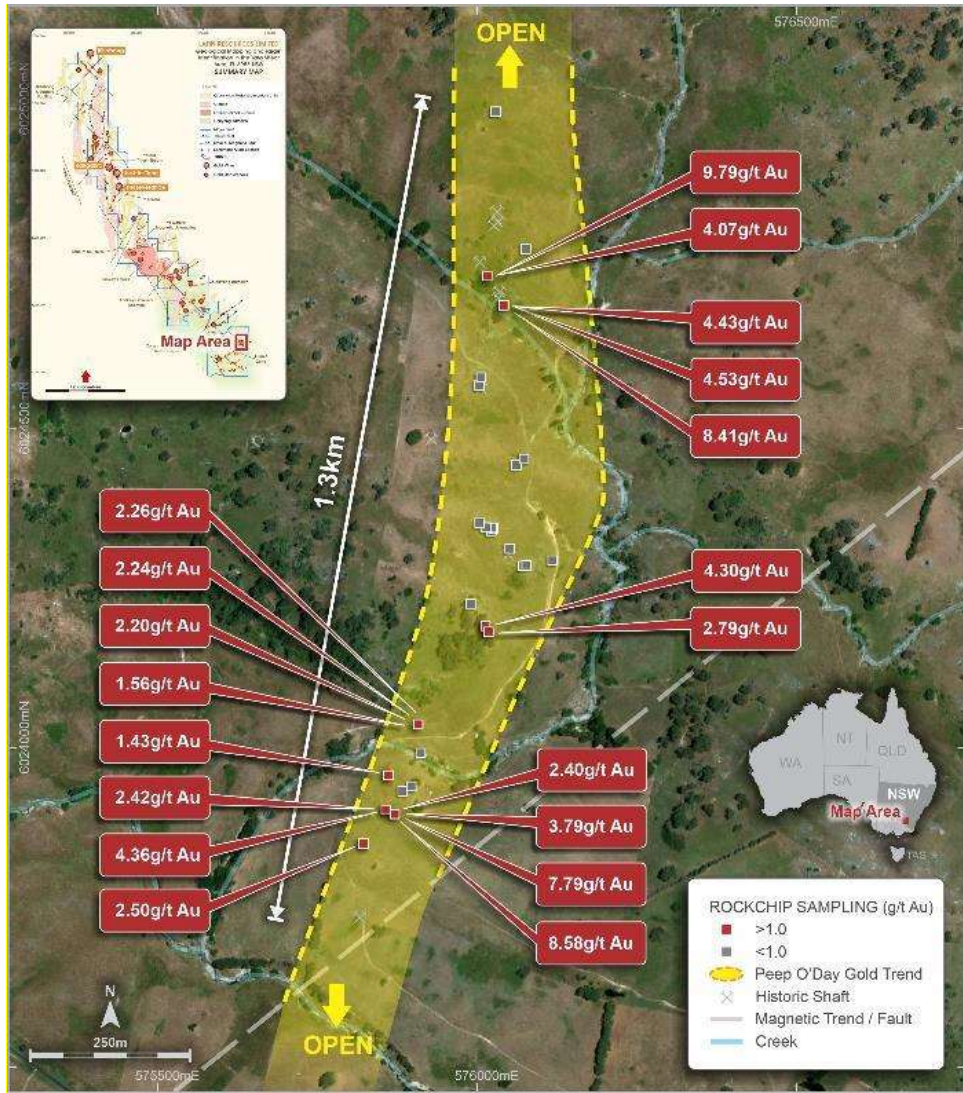 OPEN
576500mE
6025000mN
SUMMARY MAP
Map Area
9.79g/t Au
4.07g/t Au
4.43g/t Au
4.53g/t Au
8.41g/t Au
6024500mN
1.3km
2.26g/t Au
2.24g/t Au
2.20g/t Au
1.56g/t Au
1.43g/t Au
2.42g/t Au
4.36g/t Au
2.50g/t Au
4.30g/t Au
2.79g/t Au
6024000mN
2.40g/t Au
3.79g/t Au
7.79g/t Au
8.58g/t Au
WA
NT
QLD
SA
NSW
Map Area
TAS
ROCKCHIP SAMPLING (g/t Au)
>1.0
<1.0
Peep O'Day Gold Trend
Historic Shaft
Magnetic Trend / Fault
Creek
N
250m
OPEN
575500mE
576000mE